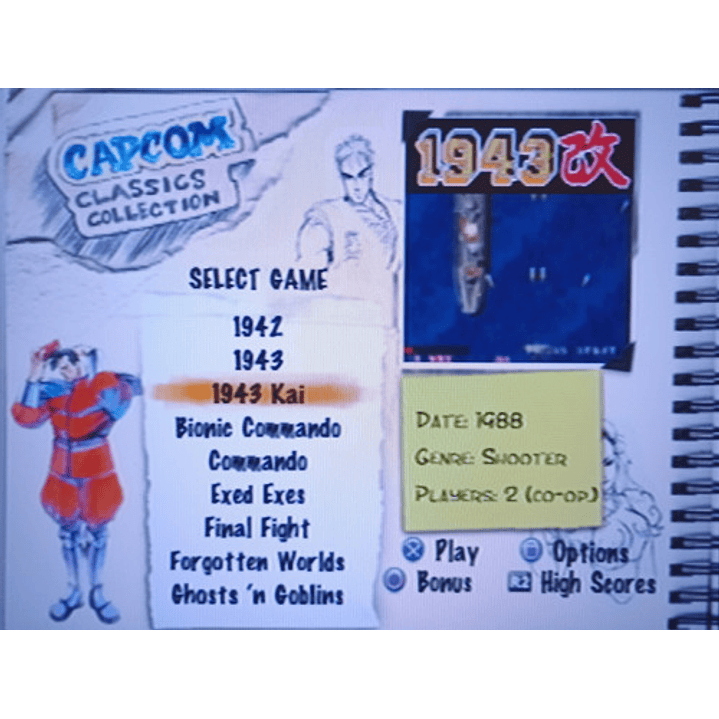 CAPCOM
CLASSICS
COLLECTION
1943改
SELECT GAME
1942
1943
1943 Kai
Bionic Commando
Commando
Exed Exes
Final Fight
Forgotten Worlds
Ghosts 'n Goblins
DATE: 1988
GENRE: SHOOTER
PLAYERS: 2 (CO-OP)
Play
Options
Bonus
R2 High Scores